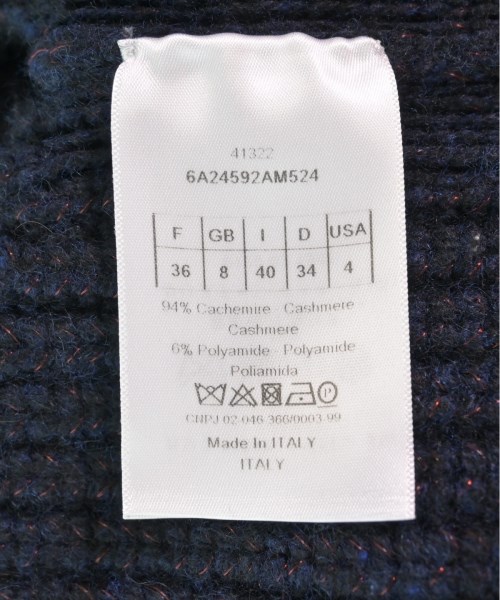 41322
6A24592AM524
F GB I D USA
36 8 40 34 4
94% Cachemire - Cashmere
Cashmere
6% Polyamide - Polyamide
Poliamida
P
CNPJ 02.046.366/0003-99
Made In ITALY
ITALY